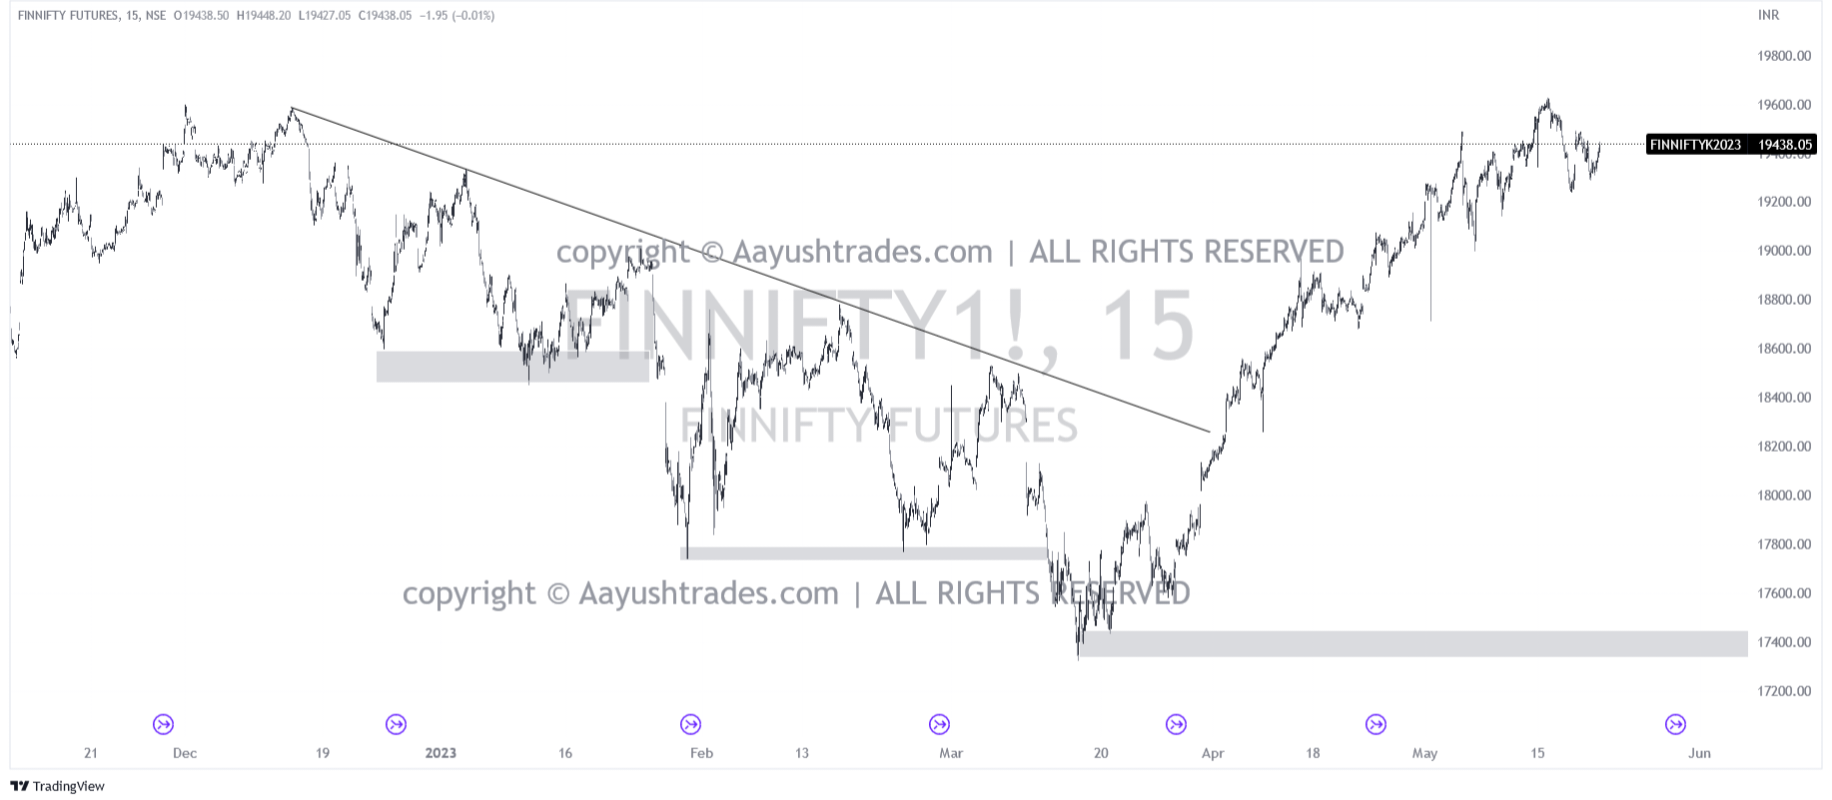 FINNIFTY FUTURES, 15, NSE O19438.50 H19448.20 L19427.05 C19438.05 −1.95 (−0.01%)
INR
19800.00
19600.00
FINNIFTYK2023 19438.05
19400.00
19200.00
copyright © Aayushtrades.com | ALL RIGHTS RESERVED
19000.00
18800.00
FINNIFTY1!, 15
18600.00
18400.00
FINNIFTY FUTURES
18200.00
18000.00
17800.00
copyright © Aayushtrades.com | ALL RIGHTS RESERVED
17600.00
17400.00
17200.00
21 Dec 19 2023 16 Feb 13 Mar 20 Apr 18 May 15 Jun
TradingView